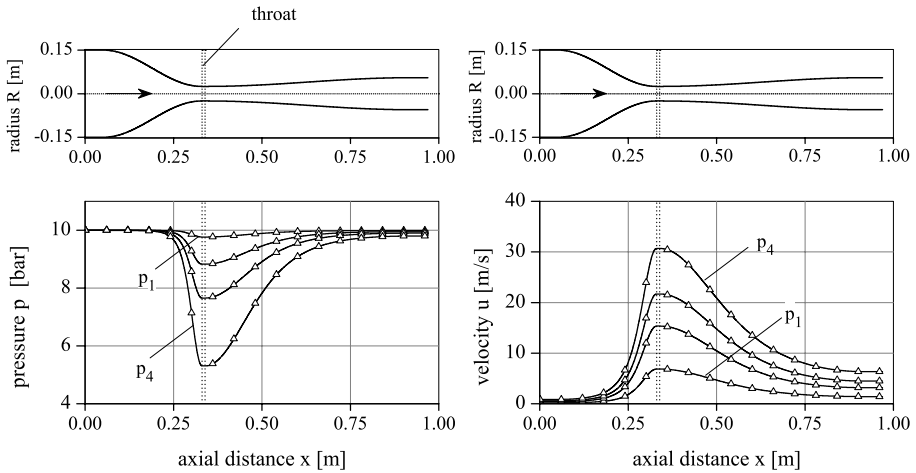 throat
radius R [m]
0.15
0.00
-0.15
0.00 0.25 0.50 0.75 1.00
radius R [m]
0.15
0.00
-0.15
0.00 0.25 0.50 0.75 1.00
pressure p [bar]
10
8
6
4
p1
p4
0.00 0.25 0.50 0.75 1.00
axial distance x [m]
velocity u [m/s]
40
30
20
10
0
p4
p1
0.00 0.25 0.50 0.75 1.00
axial distance x [m]